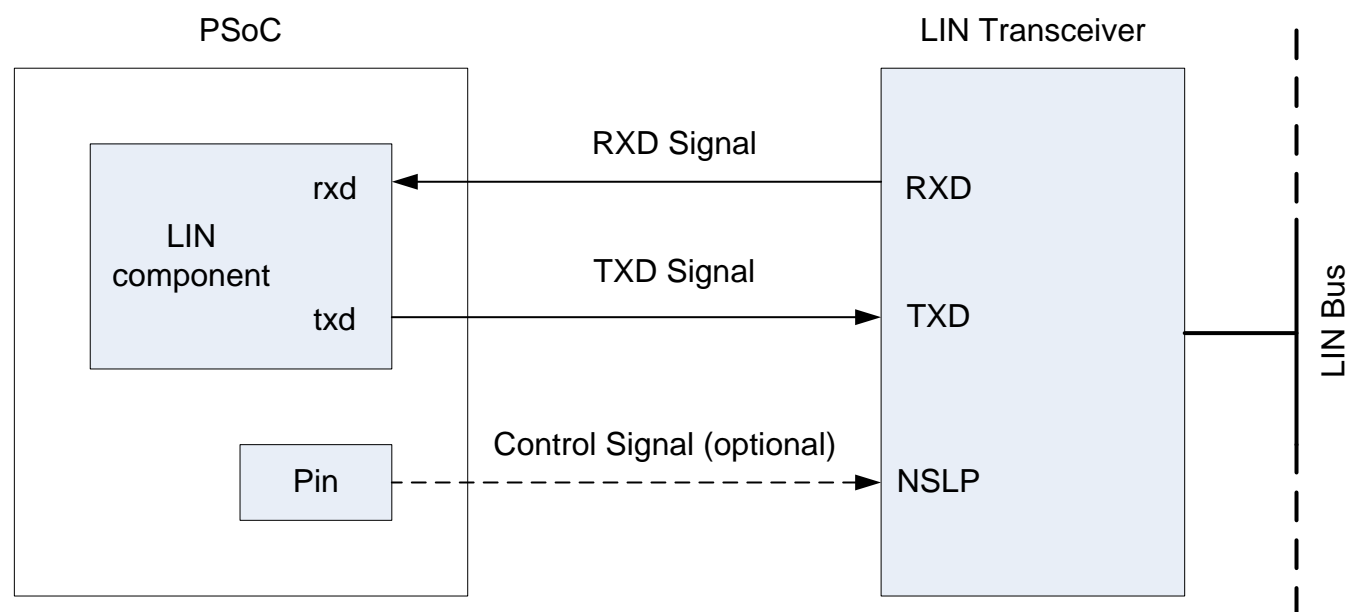 PSoC
LIN Transceiver
RXD Signal
rxd
RXD
LIN
component
TXD Signal
txd
TXD
Control Signal (optional)
Pin
NSLP
LIN Bus